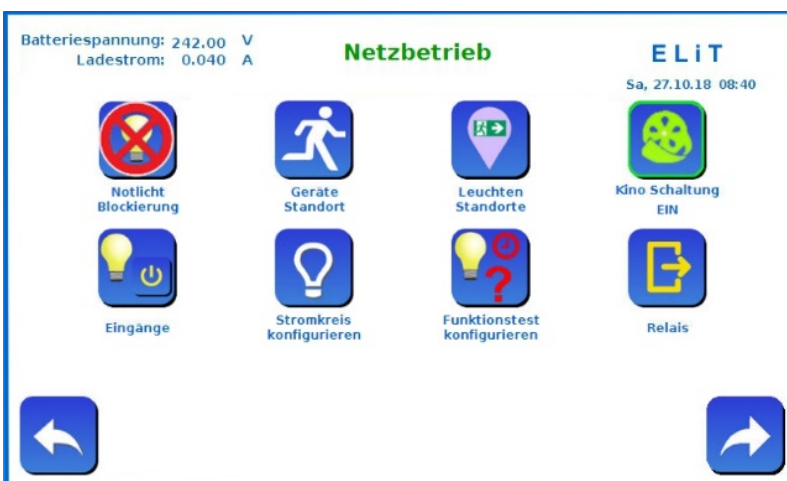 Batteriespannung: 242.00 V
Ladestrom: 0.040 A
Netzbetrieb
ELiT
Sa, 27.10.18 08:40
Notlicht
Blockierung
Geräte
Standort
Leuchten
Standorte
Kino Schaltung
EIN
Eingänge
Stromkreis
konfigurieren
?
Funktionstest
konfigurieren
Relais